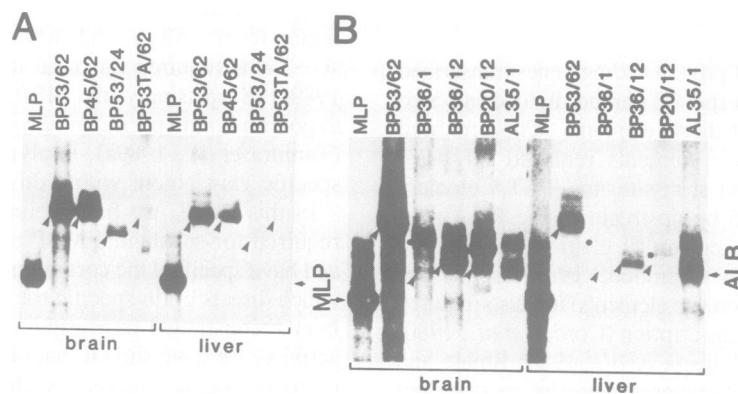 A
B
MLP
BP53/62
BP45/62
BP53/24
BP53TA/62
MLP
BP53/62
BP45/62
BP53/24
BP53TA/62
MLP
BP53/62
BP36/1
BP36/12
BP20/12
AL35/1
MLP
BP53/62
BP36/1
BP36/12
BP20/12
AL35/1
MLP
ALB
brain
liver
brain
liver